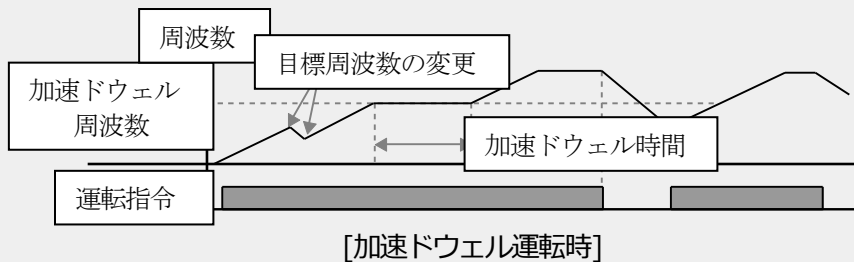 周波数
目標周波数の変更
加速ドウェル
周波数
加速ドウェル時間
運転指令
[加速ドウェル運転時]